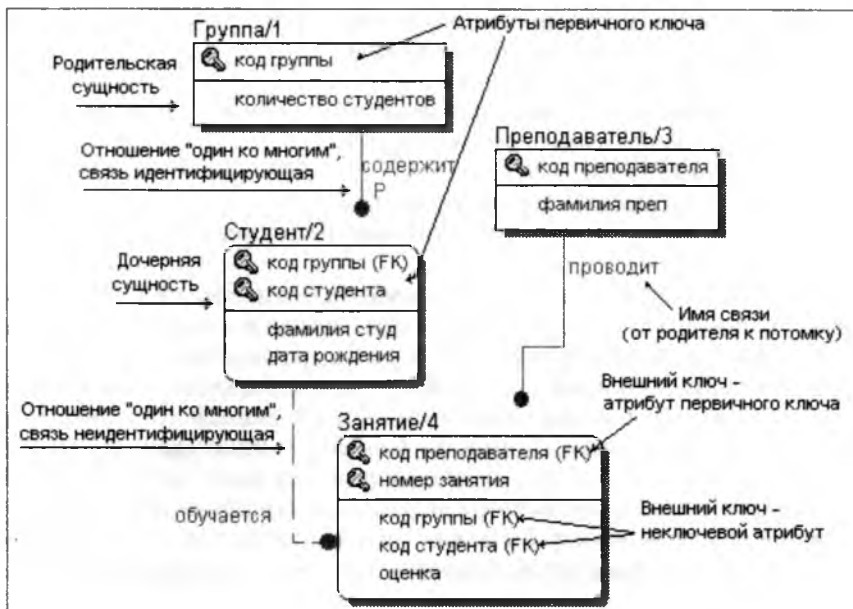 Группа/1
Атрибуты первичного ключа
код группы
Родительская
сущность
количество студентов
Преподаватель/3
Отношение "один ко многим",
связь идентифицирующая
содержит
P
код преподавателя
фамилия преп
Студент/2
Дочерняя
сущность
код группы (FK)
код студента
проводит
фамилия студ
дата рождения
Имя связи
(от родителя к потомку)
Внешний ключ -
атрибут первичного ключа
Отношение "один ко многим",
связь неидентифицирующая
Занятие/4
код преподавателя (FK)
номер занятия
обучается
код группы (FK)
код студента (FK)
оценка
Внешний ключ -
неключевой атрибут